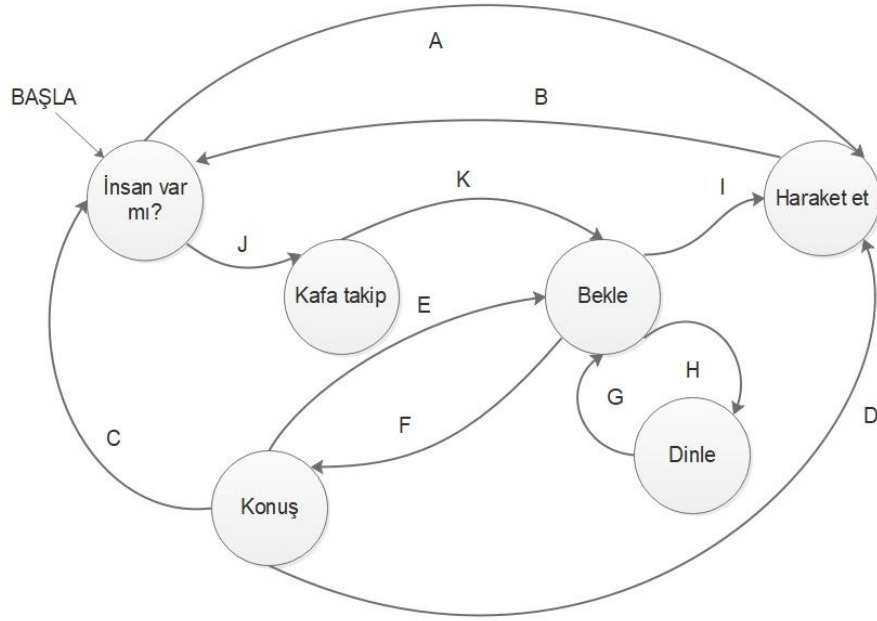 A
BAŞLA
B
İnsan var
mı?
K
I
Haraket et
J
Kafa takip
E
Bekle
G
H
F
D
C
Dinle
Konuş